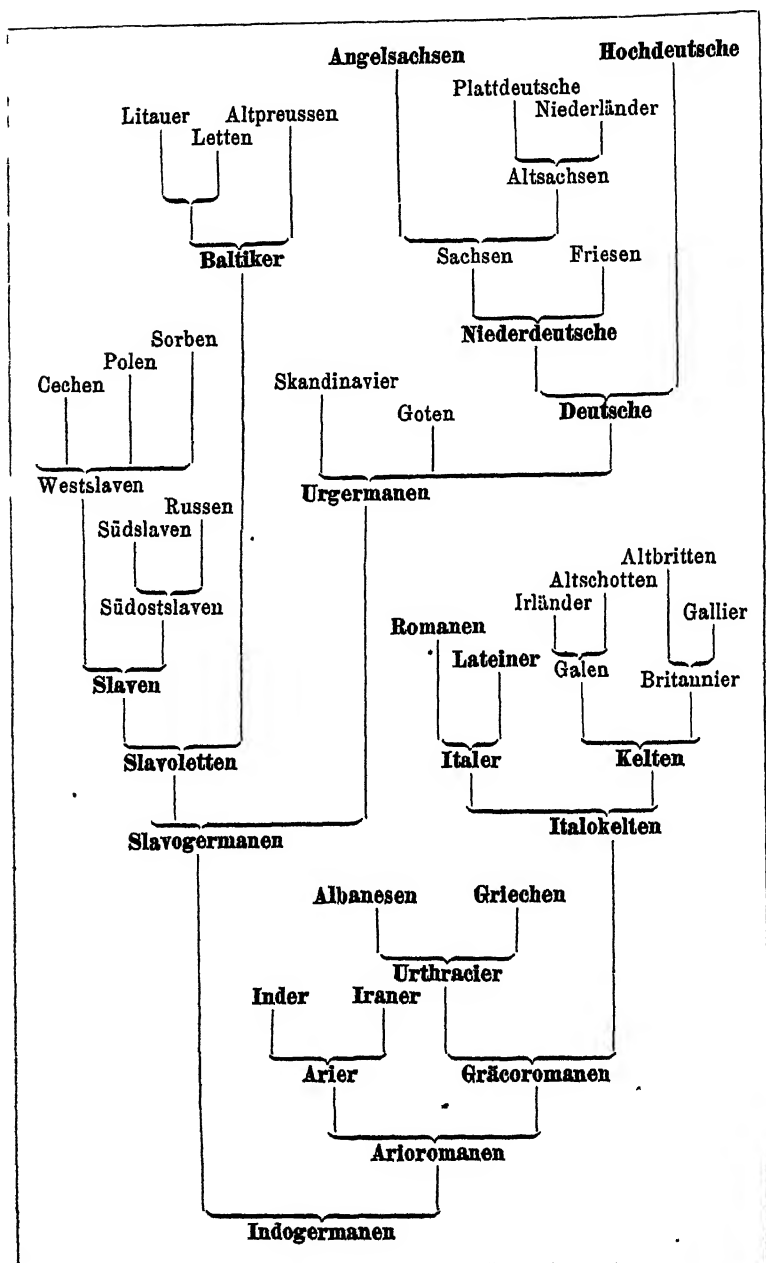 Angelsachsen
Hochdeutsche
Plattdeutsche
Niederländer
Litauer
Altpreussen
Letten
Altsachsen
Baltiker
Sachsen
Friesen
Niederdeutsche
Sorben
Polen
Cechen
Skandinavier
Goten
Deutsche
Westslaven
Urgermanen
Russen
Südslaven
Altbritten
Altschotten
Irländer
Gallier
Südostslaven
Romanen
Lateiner
Galen
Britannier
Slaven
Slavoletten
Italer
Kelten
Slavogermanen
Italokelten
Albanesen
Griechen
Urthracier
Inder
Iraner
Arier
Gräcoromanen
Arioromanen
Indogermanen